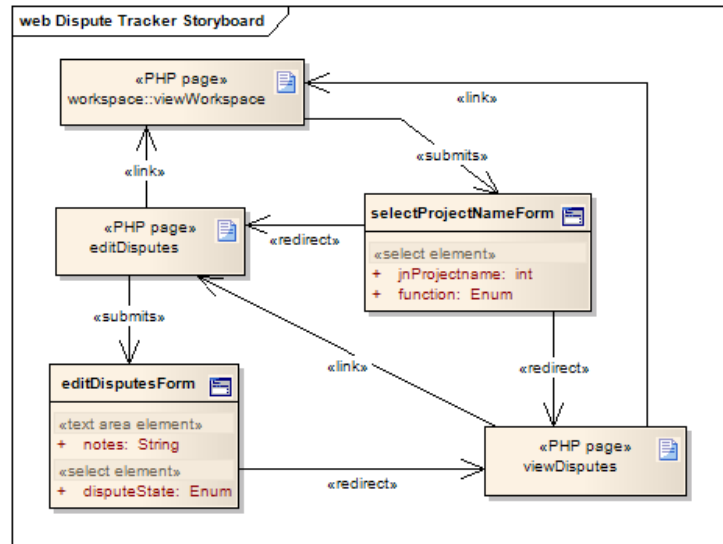 web Dispute Tracker Storyboard
«PHP page»
workspace::viewWorkspace
«link»
«submits»
«link»
«PHP page»
editDisputes
«redirect»
selectProjectNameForm
«select element»
+ jnProjectname: int
+ function: Enum
«submits»
«link»
«redirect»
editDisputesForm
«text area element»
+ notes: String
«select element»
+ disputeState: Enum
«redirect»
«PHP page»
viewDisputes